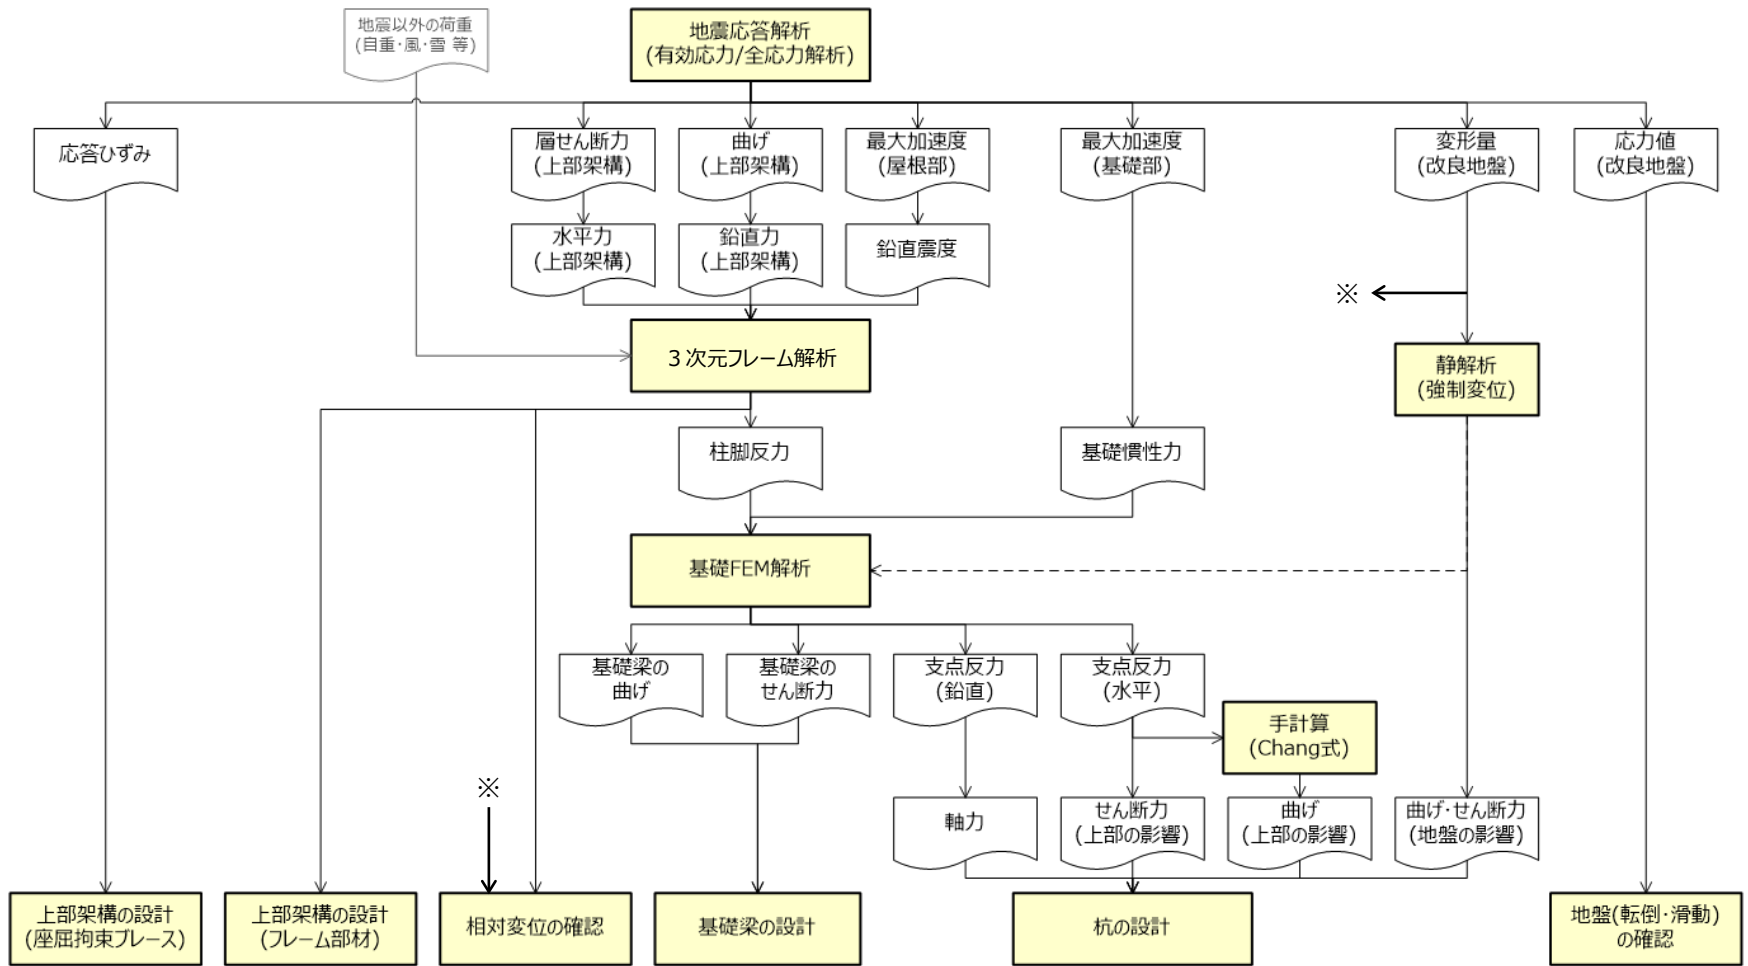 地震以外の荷重
(自重・風・雪 等)
地震応答解析
(有効応力/全応力解析)
応答ひずみ
層せん断力
(上部架構)
曲げ
(上部架構)
最大加速度
(屋根部)
最大加速度
(基礎部)
変形量
(改良地盤)
応力値
(改良地盤)
水平力
(上部架構)
鉛直力
(上部架構)
鉛直震度
※
3次元フレーム解析
静解析
(強制変位)
柱脚反力
基礎慣性力
基礎FEM解析
基礎梁の
曲げ
基礎梁の
せん断力
支点反力
(鉛直)
支点反力
(水平)
手計算
(Chang式)
※
軸力
せん断力
(上部の影響)
曲げ
(上部の影響)
曲げ・せん断力
(地盤の影響)
上部架構の設計
(座屈拘束ブレース)
上部架構の設計
(フレーム部材)
相対変位の確認
基礎梁の設計
杭の設計
地盤(転倒・滑動)
の確認